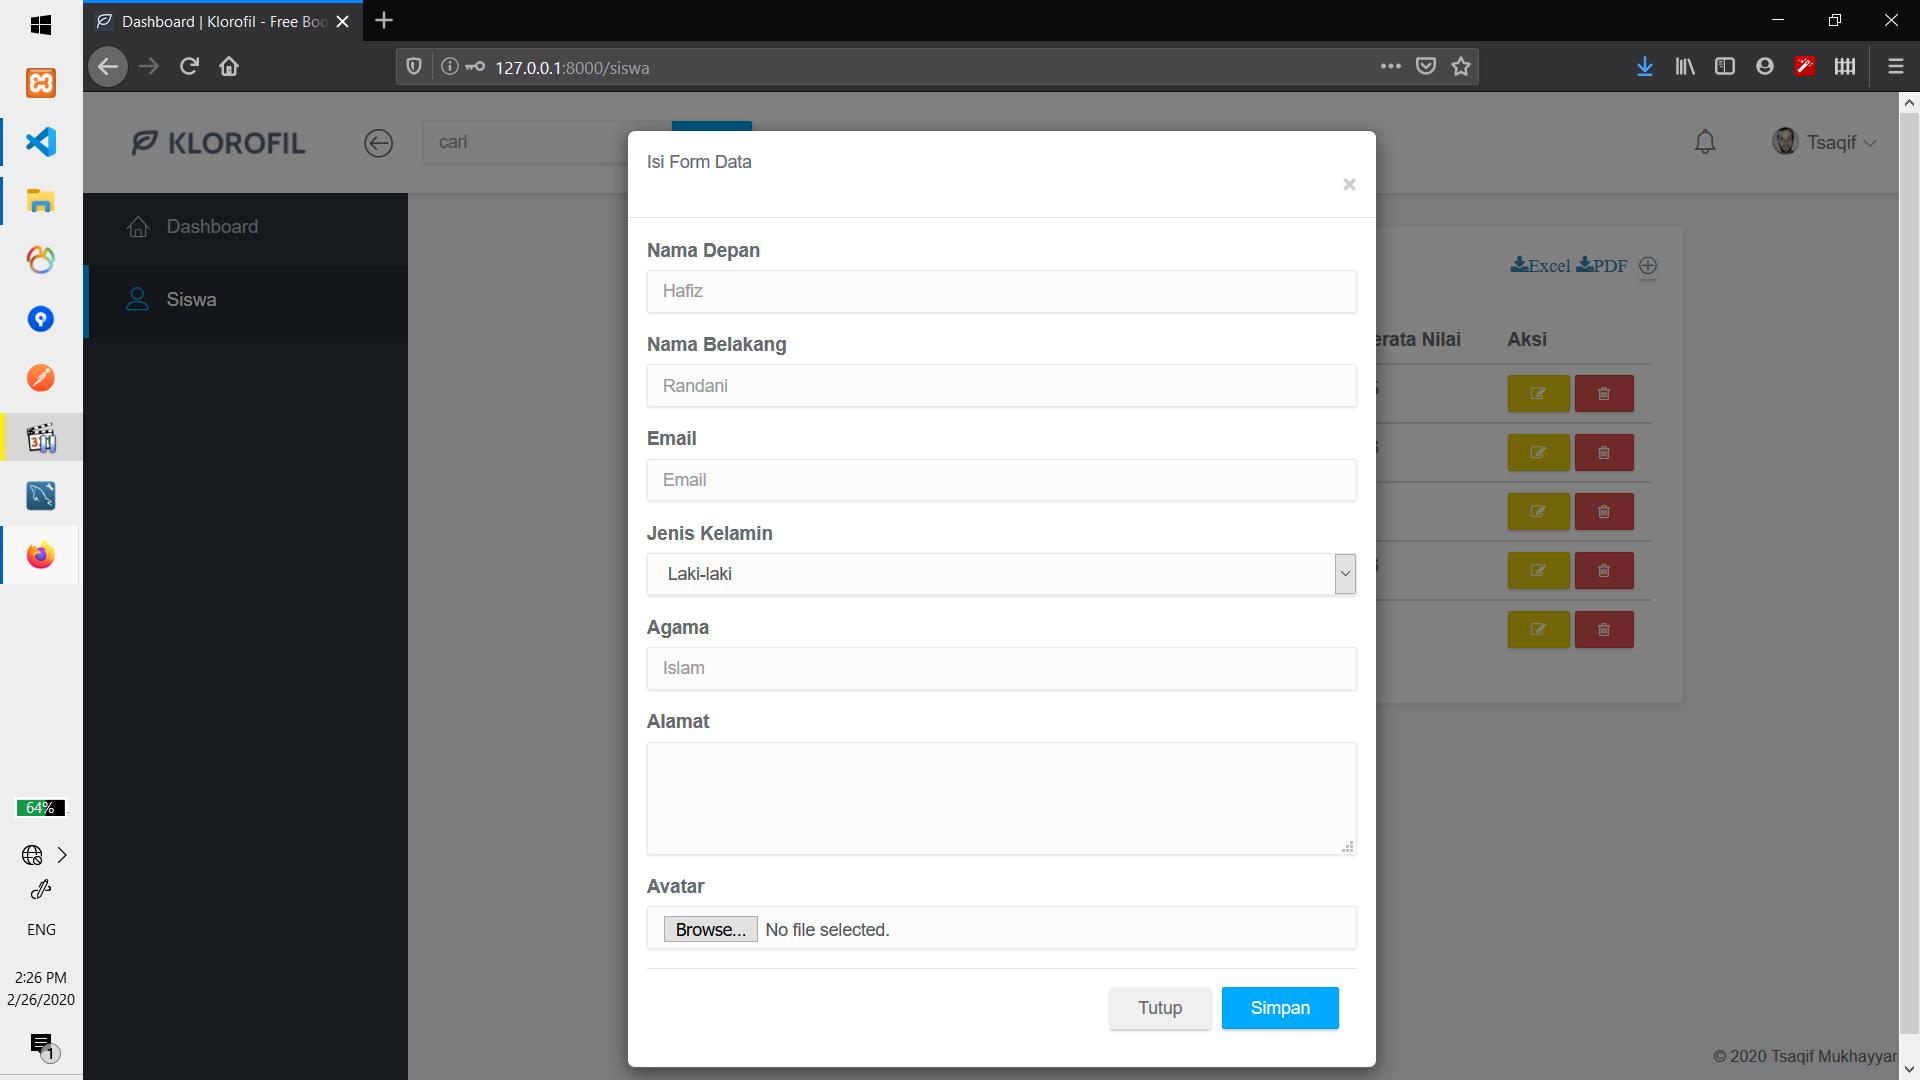 Dashboard | Klorofil - Free Boo
127.0.0.1:8000/siswa
KLOROFIL
cari
Tsaqif
Dashboard
Siswa
Isi Form Data
×
Nama Depan
Hafiz
Nama Belakang
Randani
Email
Email
Jenis Kelamin
Laki-laki
Agama
Islam
Alamat
Avatar
Browse... No file selected.
Tutup Simpan
Excel PDF
erata Nilai Aksi
© 2020 Tsaqif Mukhayyar
64%
ENG
2:26 PM
2/26/2020
1